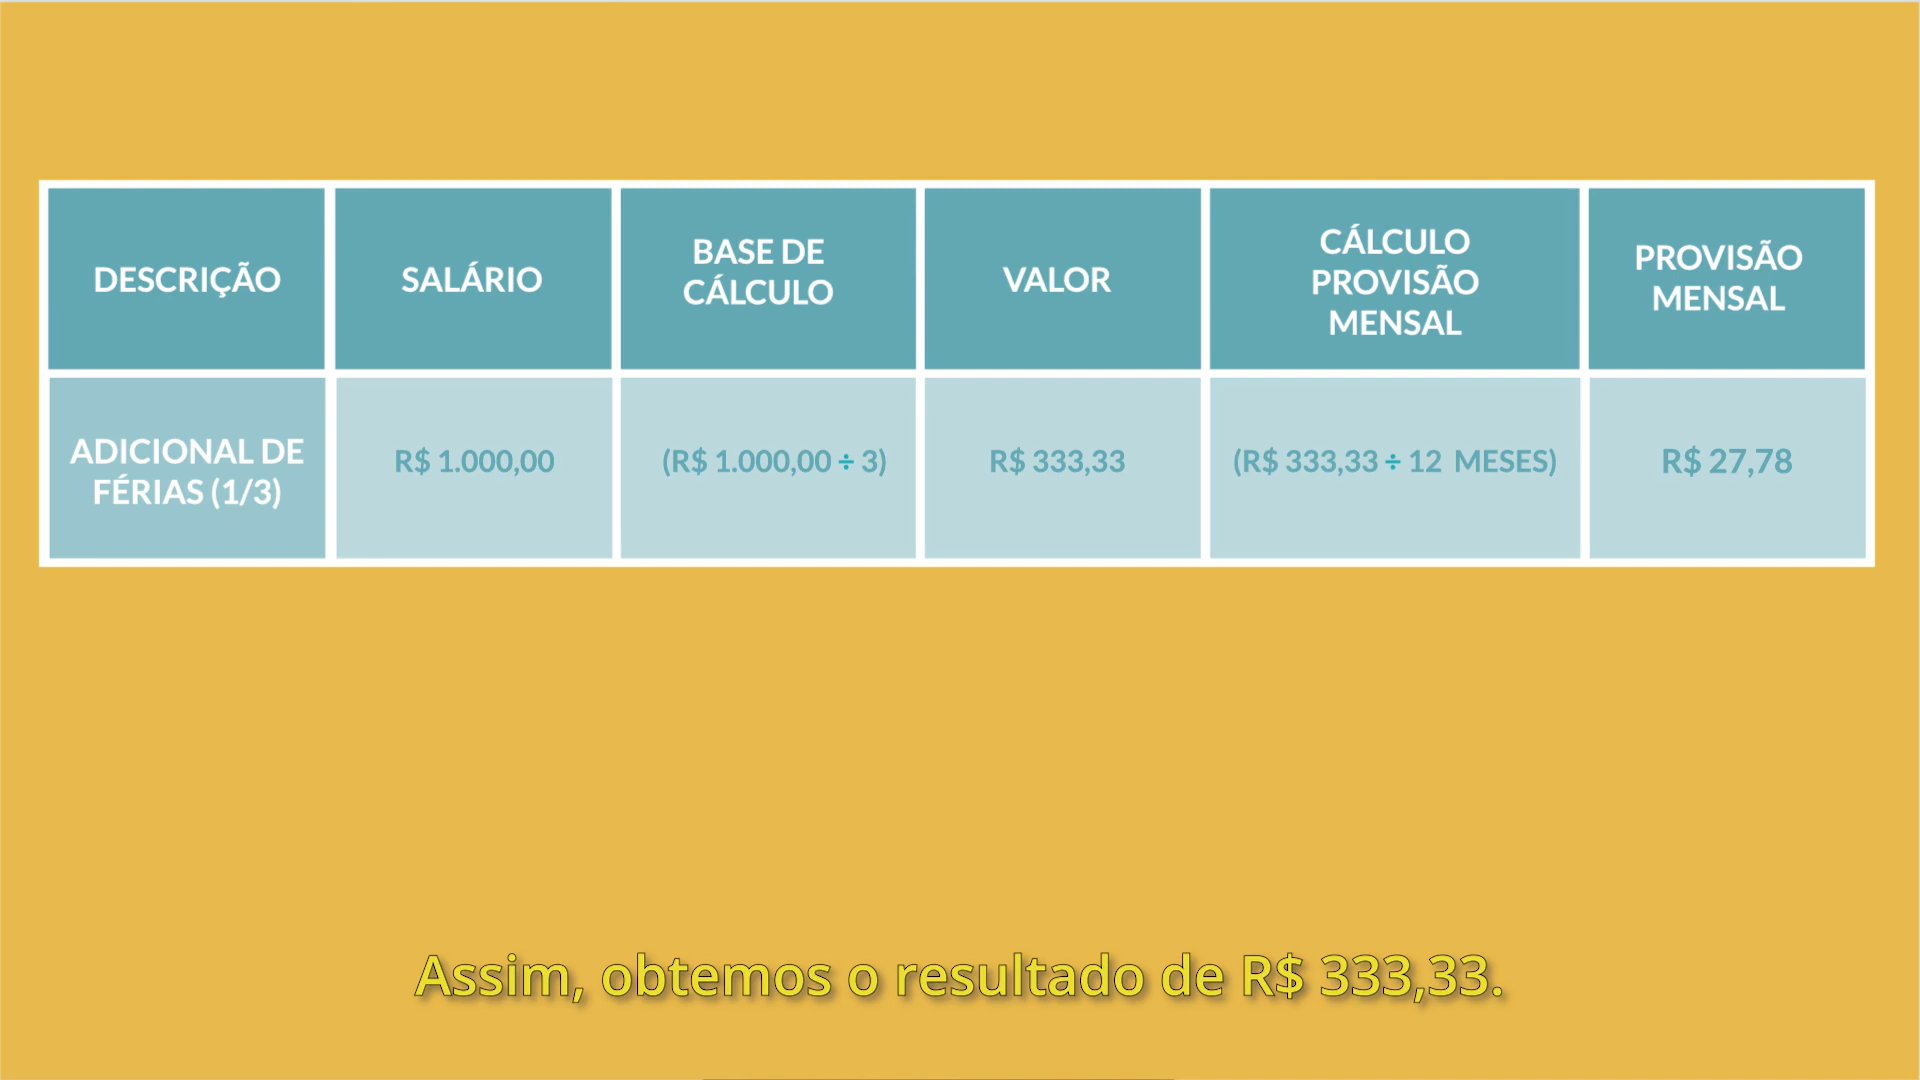 DESCRIÇÃO
SALÁRIO
BASE DE
CÁLCULO
VALOR
CÁLCULO
PROVISÃO
MENSAL
PROVISÃO
MENSAL
ADICIONAL DE
FÉRIAS (1/3)
R$ 1.000,00
(R$ 1.000,00 ÷ 3)
R$ 333,33
(R$ 333,33 ÷ 12 MESES)
R$ 27,78
Assim, obtemos o resultado de R$ 333,33.